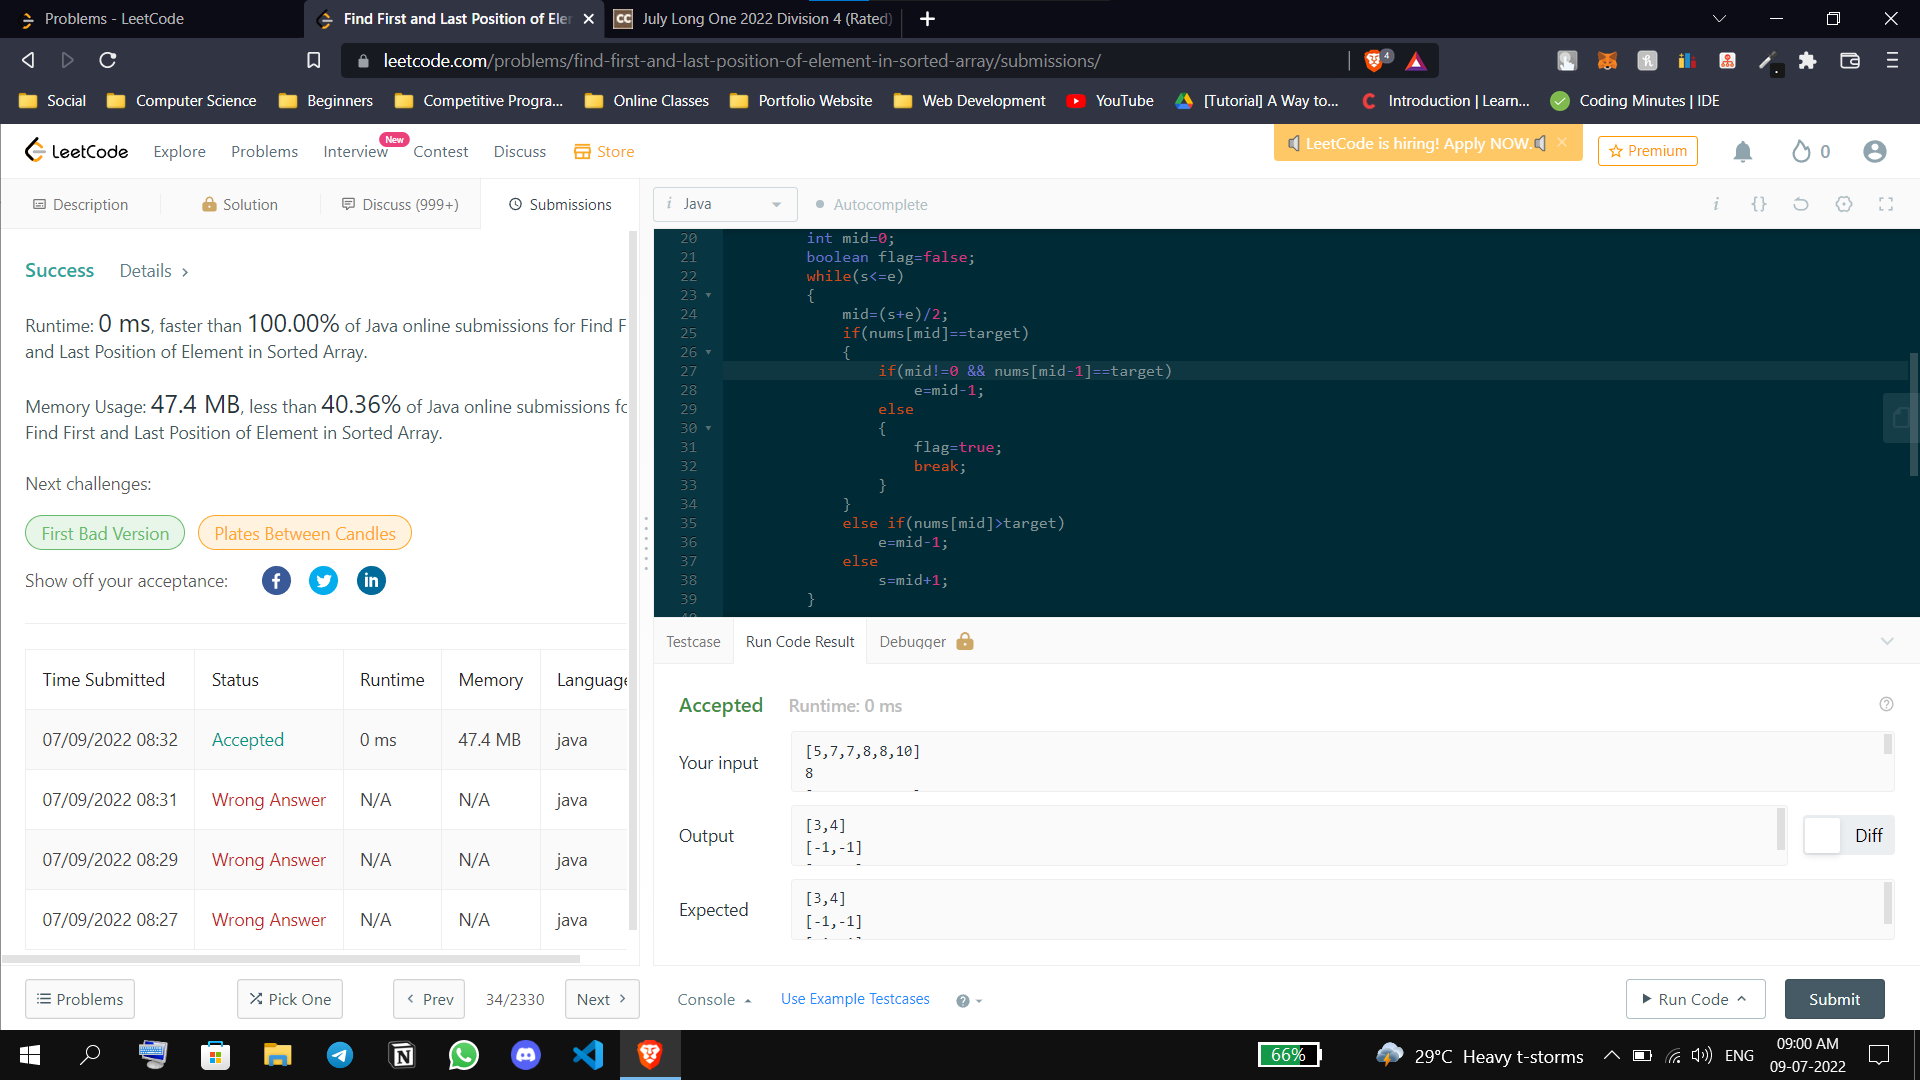 Problems - LeetCode
Find First and Last Position of Ele
July Long One 2022 Division 4 (Rated)
leetcode.com/problems/find-first-and-last-position-of-element-in-sorted-array/submissions/
4
Social
Computer Science
Beginners
Competitive Progra...
Online Classes
Portfolio Website
Web Development
YouTube
[Tutorial] A Way to...
Introduction | Learn...
Coding Minutes | IDE
LeetCode
Explore
Problems
Interview
New
Contest
Discuss
Store
LeetCode is hiring! Apply NOW.
Premium
0
Description
Solution
Discuss (999+)
Submissions
i Java
Autocomplete
Success
Details
Runtime: 0 ms, faster than 100.00% of Java online submissions for Find F
and Last Position of Element in Sorted Array.
Memory Usage: 47.4 MB, less than 40.36% of Java online submissions fo
Find First and Last Position of Element in Sorted Array.
Next challenges:
First Bad Version
Plates Between Candles
Show off your acceptance:
Time Submitted Status Runtime Memory Language
07/09/2022 08:32 Accepted 0 ms 47.4 MB java
07/09/2022 08:31 Wrong Answer N/A N/A java
07/09/2022 08:29 Wrong Answer N/A N/A java
07/09/2022 08:27 Wrong Answer N/A N/A java
20 int mid=0;
21 boolean flag=false;
22 while(s<=e)
23 {
24 mid=(s+e)/2;
25 if(nums[mid]==target)
26 {
27 if(mid!=0 && nums[mid-1]==target)
28 e=mid-1;
29 else
30 {
31 flag=true;
32 break;
33 }
34 }
35 else if(nums[mid]>target)
36 e=mid-1;
37 else
38 s=mid+1;
39 }
Testcase
Run Code Result
Debugger
Accepted
Runtime: 0 ms
Your input
[5,7,7,8,8,10]
8
Output
[3,4]
[-1,-1]
Diff
Expected
[3,4]
[-1,-1]
Problems
Pick One
Prev
34/2330
Next
Console
Use Example Testcases
Run Code
Submit
66%
29°C Heavy t-storms
ENG
09:00 AM
09-07-2022